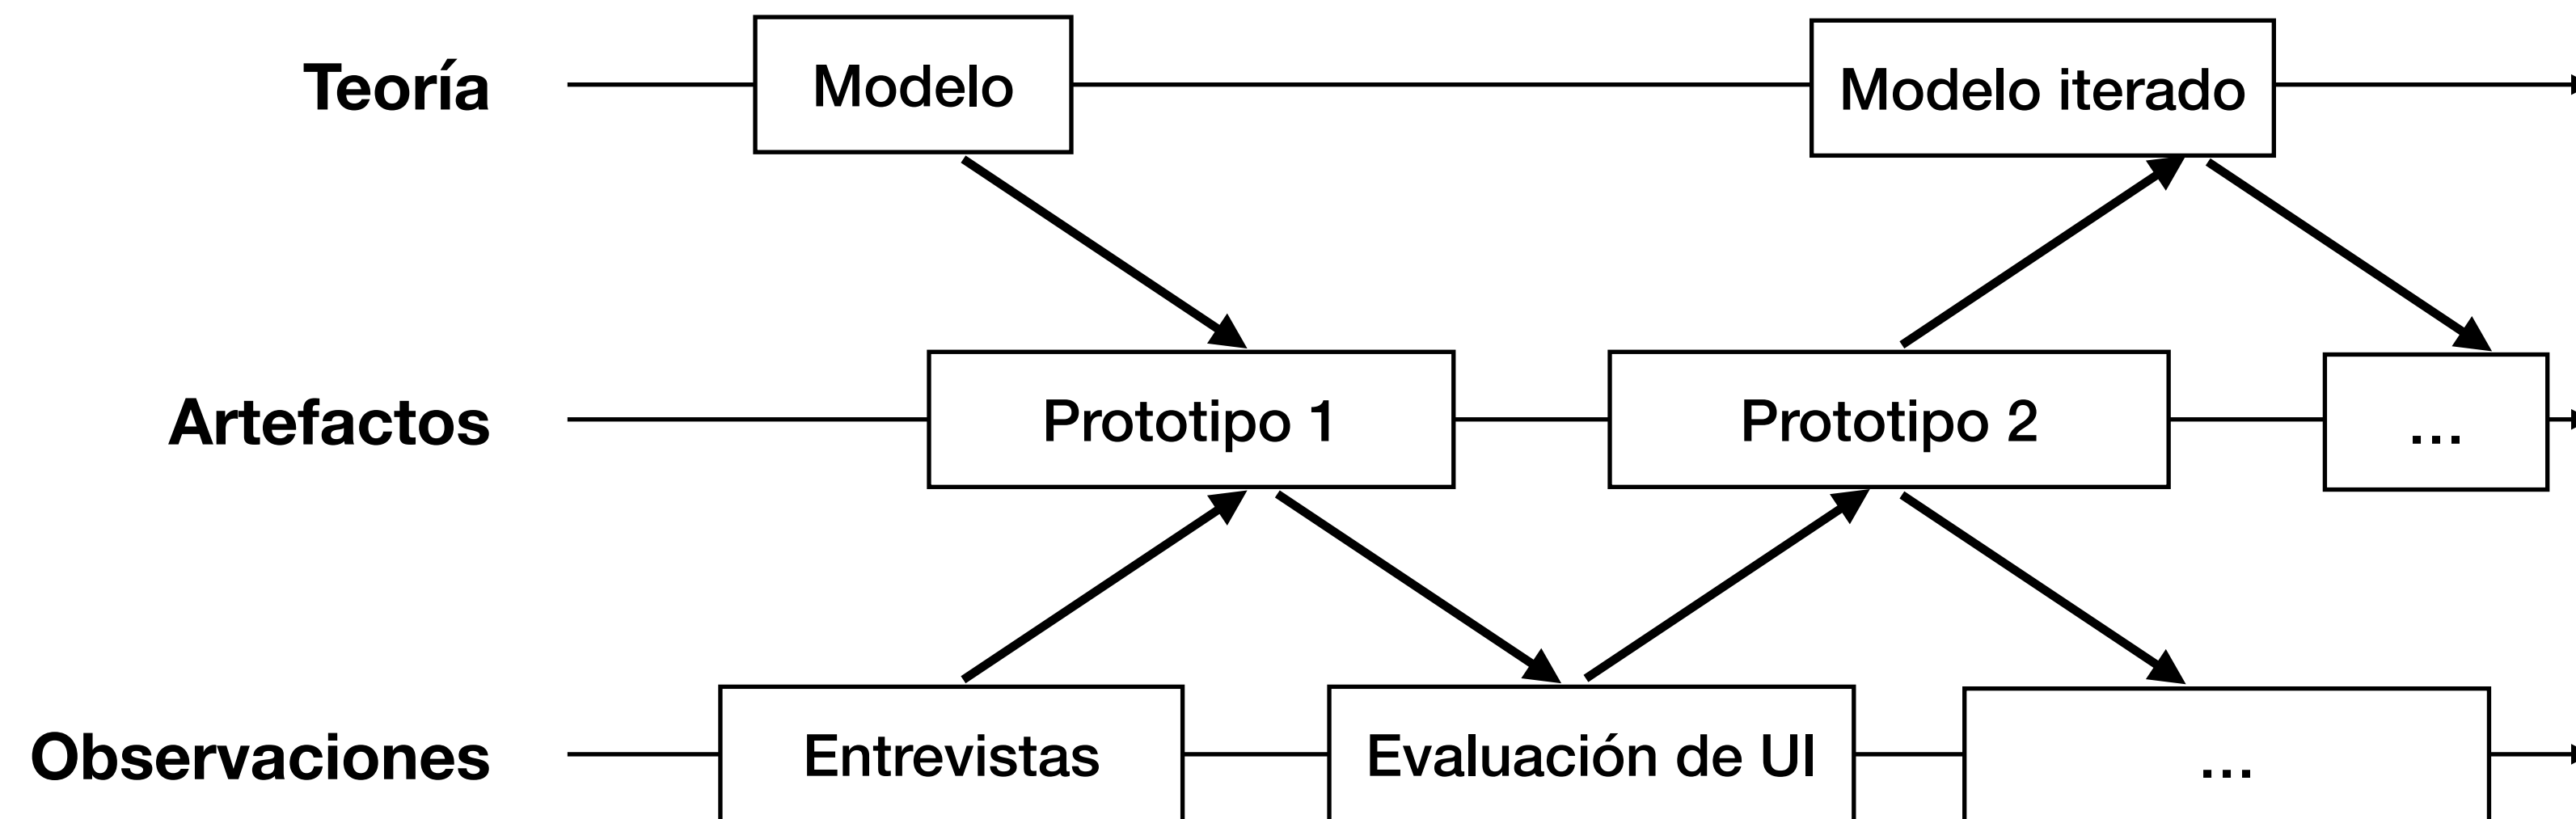 Teoría
Modelo
Modelo iterado
Artefactos
Prototipo 1
Prototipo 2
...
Observaciones
Entrevistas
Evaluación de UI
...